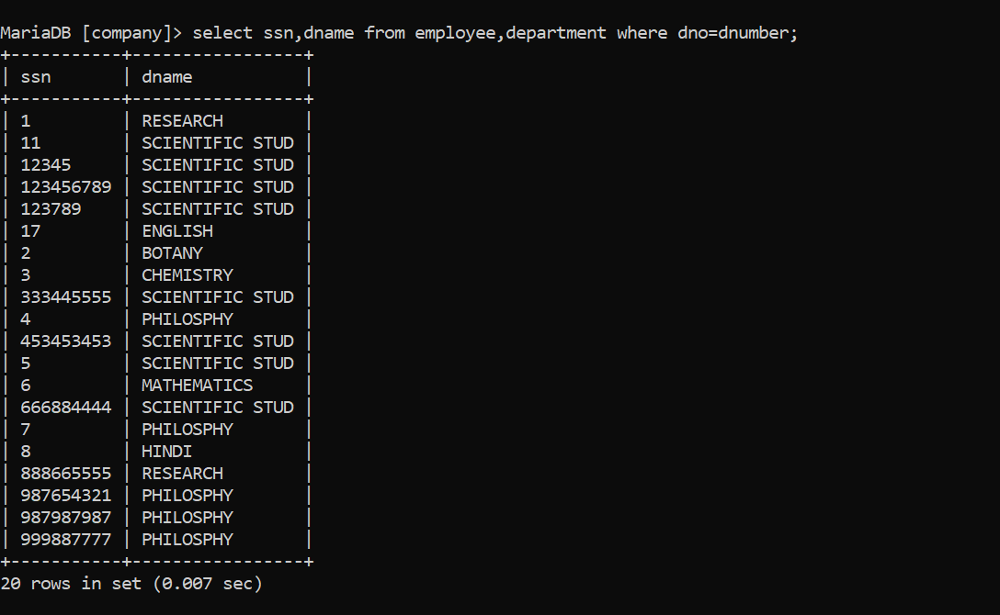 MariaDB [company]> select ssn,dname from employee,department where dno=dnumber;
+-----------+-----------------+
| ssn       | dname           |
+-----------+-----------------+
| 1         | RESEARCH        |
| 11        | SCIENTIFIC STUD |
| 12345     | SCIENTIFIC STUD |
| 123456789 | SCIENTIFIC STUD |
| 123789    | SCIENTIFIC STUD |
| 17        | ENGLISH         |
| 2         | BOTANY          |
| 3         | CHEMISTRY       |
| 333445555 | SCIENTIFIC STUD |
| 4         | PHILOSPHY       |
| 453453453 | SCIENTIFIC STUD |
| 5         | SCIENTIFIC STUD |
| 6         | MATHEMATICS     |
| 666884444 | SCIENTIFIC STUD |
| 7         | PHILOSPHY       |
| 8         | HINDI           |
| 888665555 | RESEARCH        |
| 987654321 | PHILOSPHY       |
| 987987987 | PHILOSPHY       |
| 999887777 | PHILOSPHY       |
+-----------+-----------------+
20 rows in set (0.007 sec)